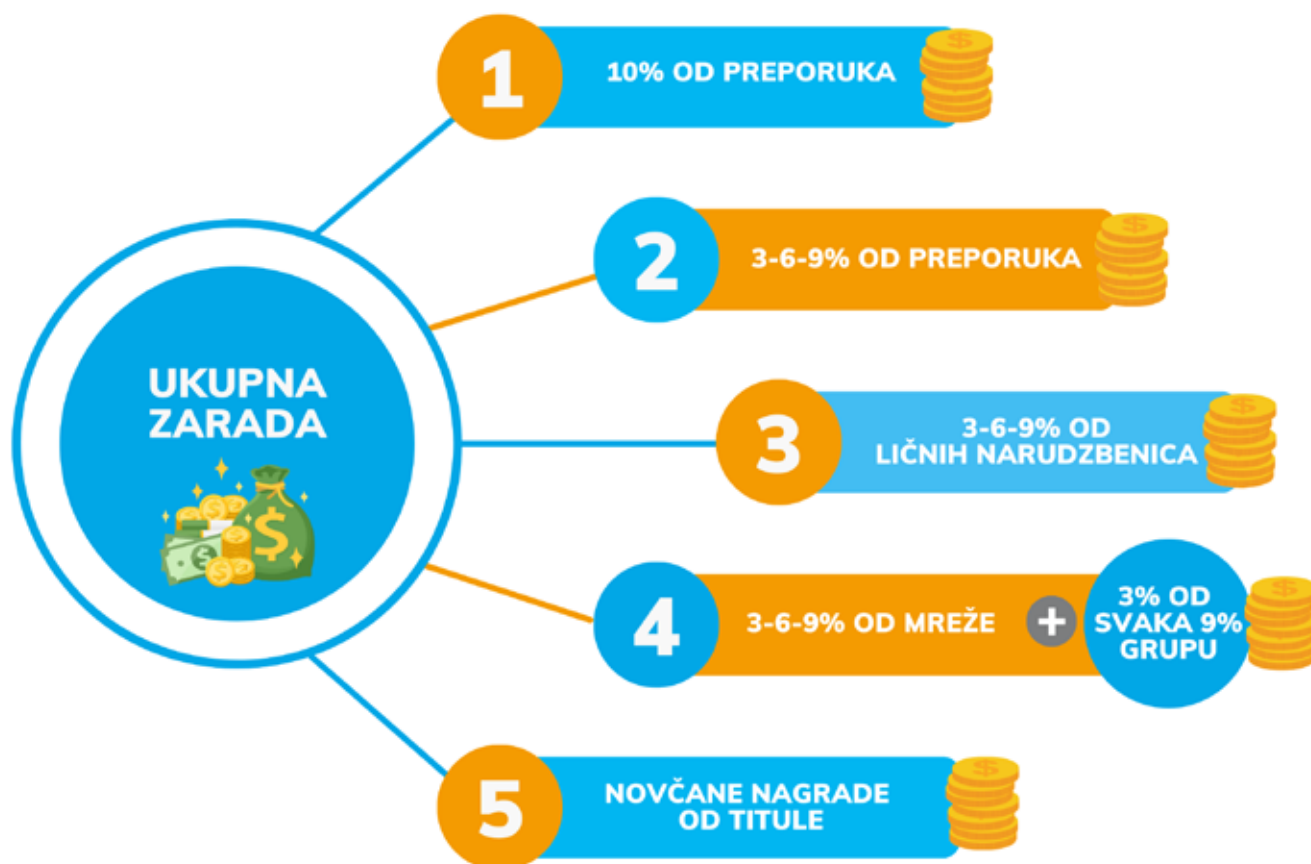 1
10% OD PREPORUKA
2
3-6-9% OD PREPORUKA
UKUPNA
ZARADA
3
3-6-9% OD
LIČNIH NARUDZBENICA
4
3-6-9% OD MREŽE
+
3% OD
SVAKA 9%
GRUPU
5
NOVČANE NAGRADE
OD TITULE